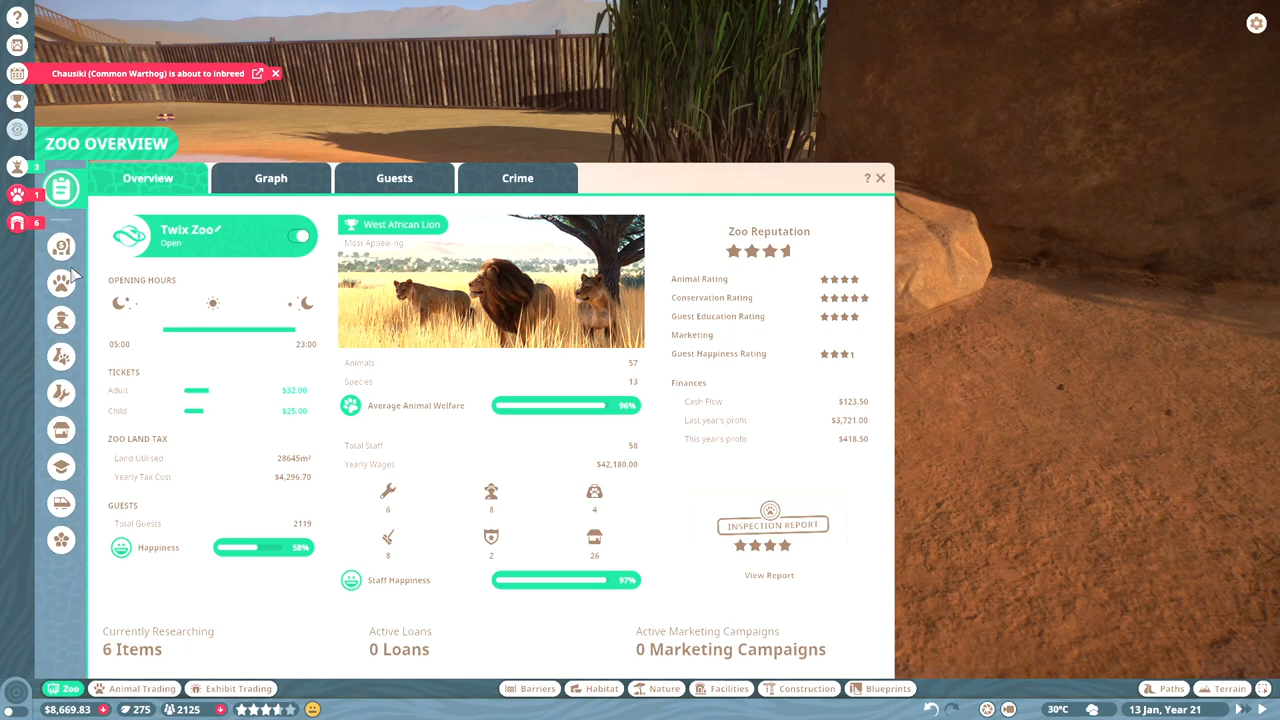 Chausiki (Common Warthog) is about to inbreed
ZOO OVERVIEW
3
1
6
Overview
Graph
Guests
Crime
?
Twix Zoo
Open
OPENING HOURS
05:00 23:00
TICKETS
Adult $32.00
Child $25.00
ZOO LAND TAX
Land Utilised 28645m²
Yearly Tax Cost $4,296.70
GUESTS
Total Guests 2119
Happiness 58%
West African Lion
Most Appealing
Animals 57
Species 13
Average Animal Welfare 96%
Total Staff 58
Yearly Wages $42,180.00
6 8 4
8 2 26
Staff Happiness 97%
Zoo Reputation
Animal Rating
Conservation Rating
Guest Education Rating
Marketing
Guest Happiness Rating
Finances
Cash Flow $123.50
Last year's profit $3,721.00
This year's profit $418.50
INSPECTION REPORT
View Report
Currently Researching
6 Items
Active Loans
0 Loans
Active Marketing Campaigns
0 Marketing Campaigns
Zoo Animal Trading Exhibit Trading Barriers Habitat Nature Facilities Construction Blueprints Paths Terrain
$8,669.83 275 2125 30°C 13 Jan, Year 21